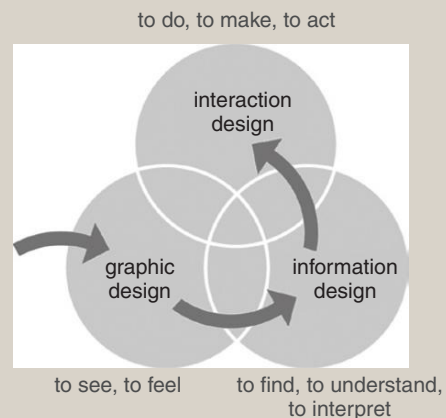 to do, to make, to act
interaction
design
graphic
design
information
design
to see, to feel
to find, to understand,
to interpret